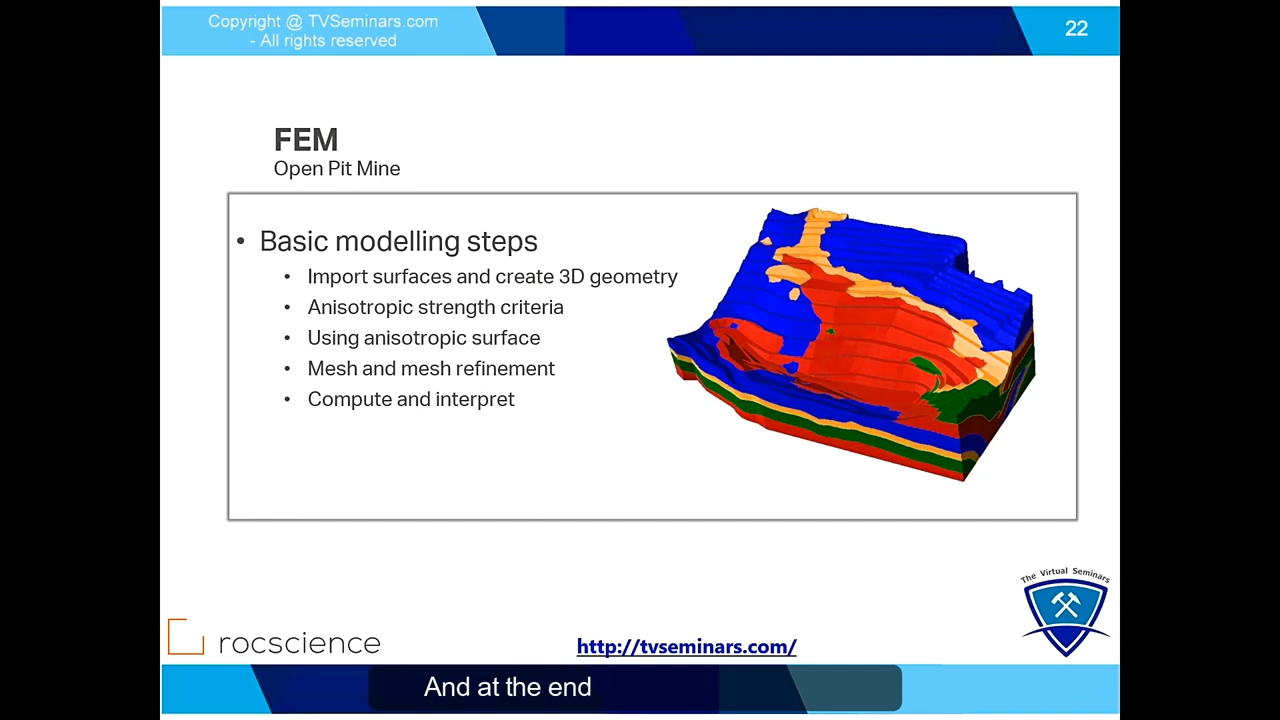 Copyright @ TVSeminars.com
- All rights reserved
22
FEM
Open Pit Mine
• Basic modelling steps
• Import surfaces and create 3D geometry
• Anisotropic strength criteria
• Using anisotropic surface
• Mesh and mesh refinement
• Compute and interpret
The Virtual Seminars
rocscience
http://tvseminars.com/
And at the end